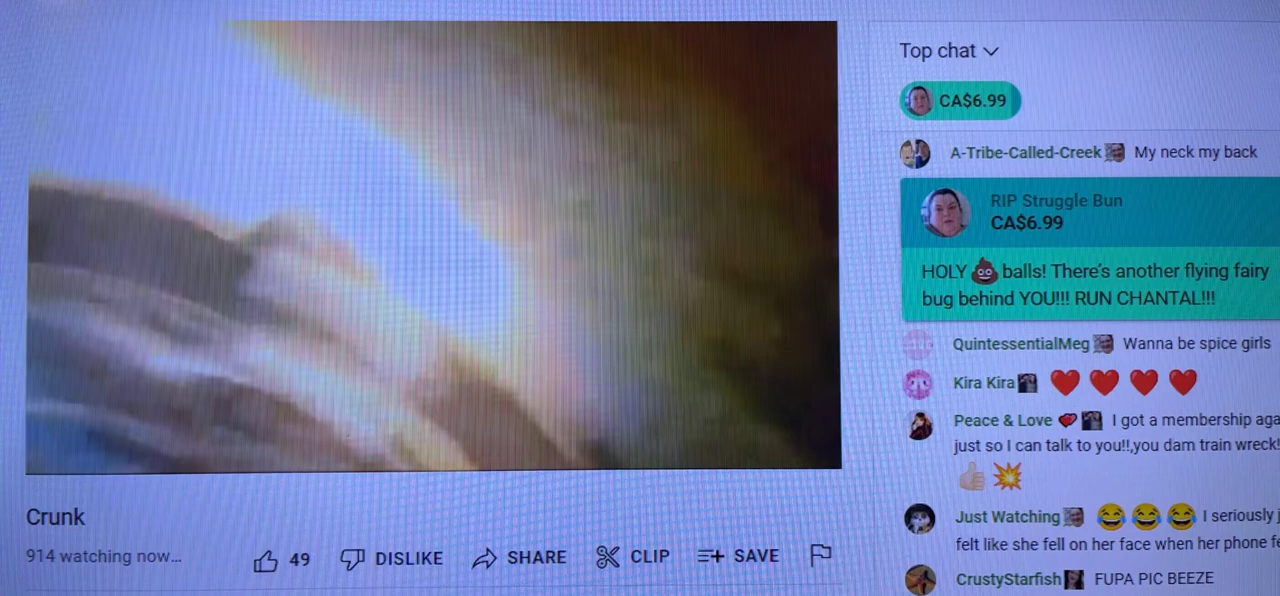 Top chat
CA$6.99
A-Tribe-Called-Creek My neck my back
RIP Struggle Bun
CA$6.99
HOLY 💩 balls! There's another flying fairy
bug behind YOU!!! RUN CHANTAL!!!
QuintessentialMeg Wanna be spice girls
Kira Kira ❤️ ❤️ ❤️ ❤️
Peace & Love 💕 I got a membership aga
just so I can talk to you!!,you dam train wreck!
👍🏻 💥
Just Watching 😂 😂 😂 I seriously j
felt like she fell on her face when her phone fe
CrustyStarfish FUPA PIC BEEZE
Crunk
914 watching now...
49 DISLIKE SHARE CLIP SAVE